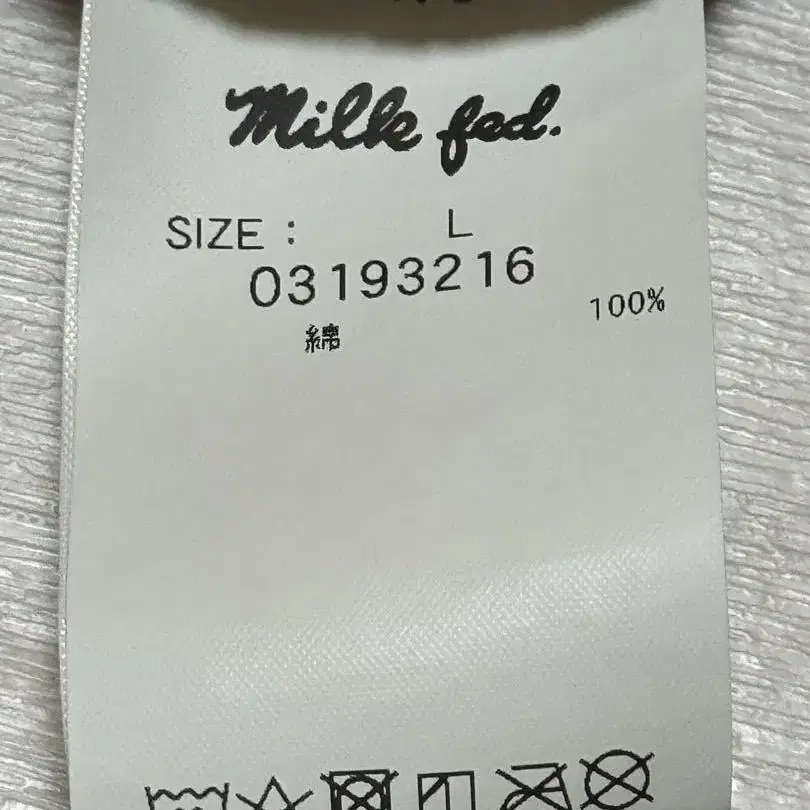 Milk fed.
SIZE : L
03193216
綿 100%